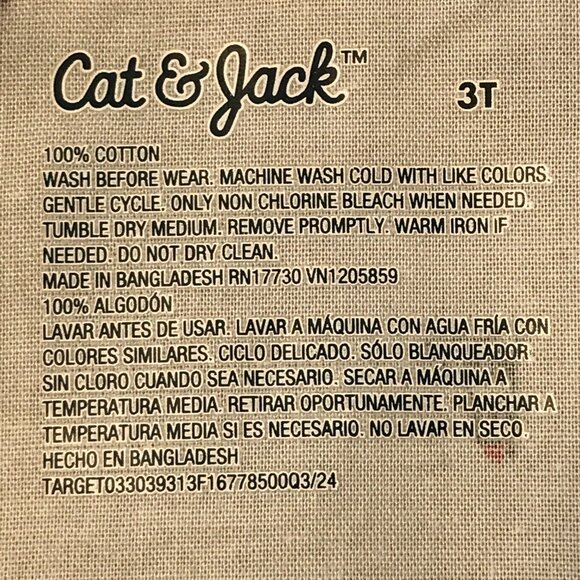 Cat & Jack™ 3T
100% COTTON
WASH BEFORE WEAR. MACHINE WASH COLD WITH LIKE COLORS.
GENTLE CYCLE. ONLY NON CHLORINE BLEACH WHEN NEEDED.
TUMBLE DRY MEDIUM. REMOVE PROMPTLY. WARM IRON IF
NEEDED. DO NOT DRY CLEAN.
MADE IN BANGLADESH RN17730 VN1205859
100% ALGODÓN
LAVAR ANTES DE USAR. LAVAR A MÁQUINA CON AGUA FRÍA CON
COLORES SIMILARES. CICLO DELICADO. SÓLO BLANQUEADOR
SIN CLORO CUANDO SEA NECESARIO. SECAR A MÁQUINA A
TEMPERATURA MEDIA. RETIRAR OPORTUNAMENTE. PLANCHAR A
TEMPERATURA MEDIA SI ES NECESARIO. NO LAVAR EN SECO.
HECHO EN BANGLADESH
TARGET033039313F16778500Q3/24